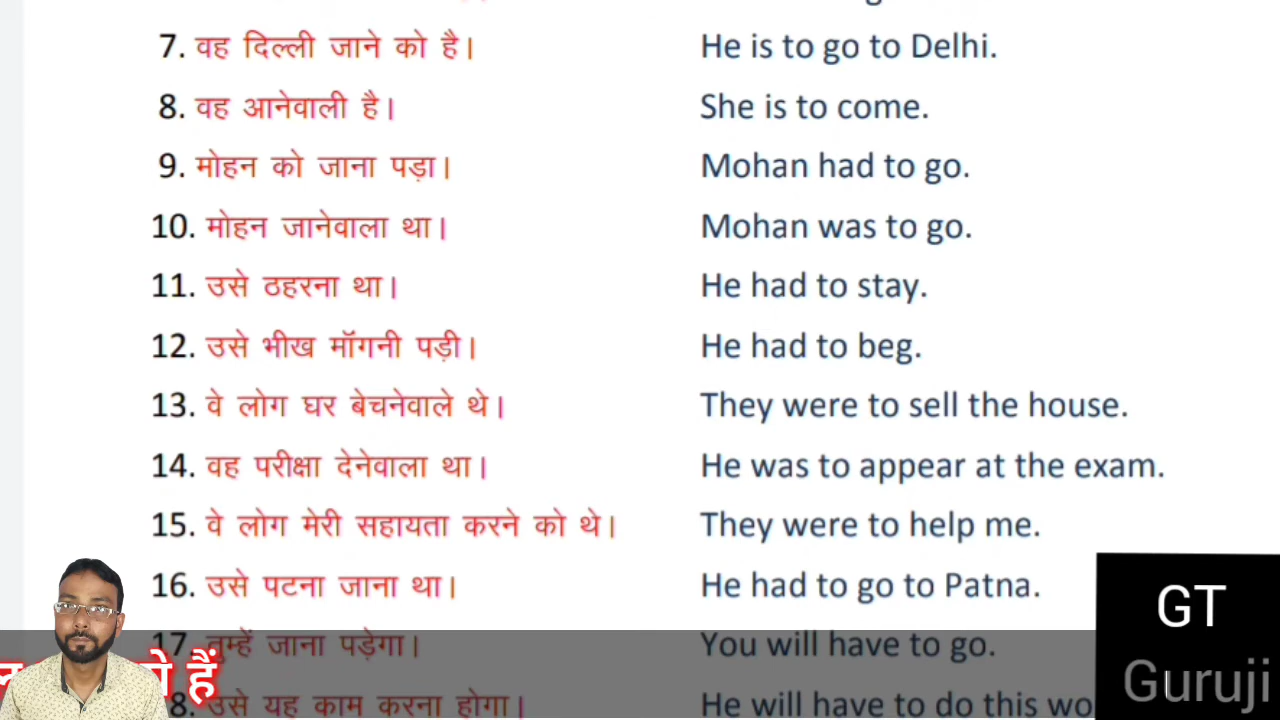 7. वह दिल्ली जाने को है। He is to go to Delhi.
8. वह आनेवाली है। She is to come.
9. मोहन को जाना पड़ा। Mohan had to go.
10. मोहन जानेवाला था। Mohan was to go.
11. उसे ठहरना था। He had to stay.
12. उसे भीख मॉगनी पड़ी। He had to beg.
13. वे लोग घर बेचनेवाले थे। They were to sell the house.
14. वह परीक्षा देनेवाला था। He was to appear at the exam.
15. वे लोग मेरी सहायता करने को थे। They were to help me.
16. उसे पटना जाना था। He had to go to Patna.
17. तुम्हें जाना पड़ेगा। You will have to go.
8. उसे यह काम करना होगा। He will have to do this wo
हैं
GT
Guruji